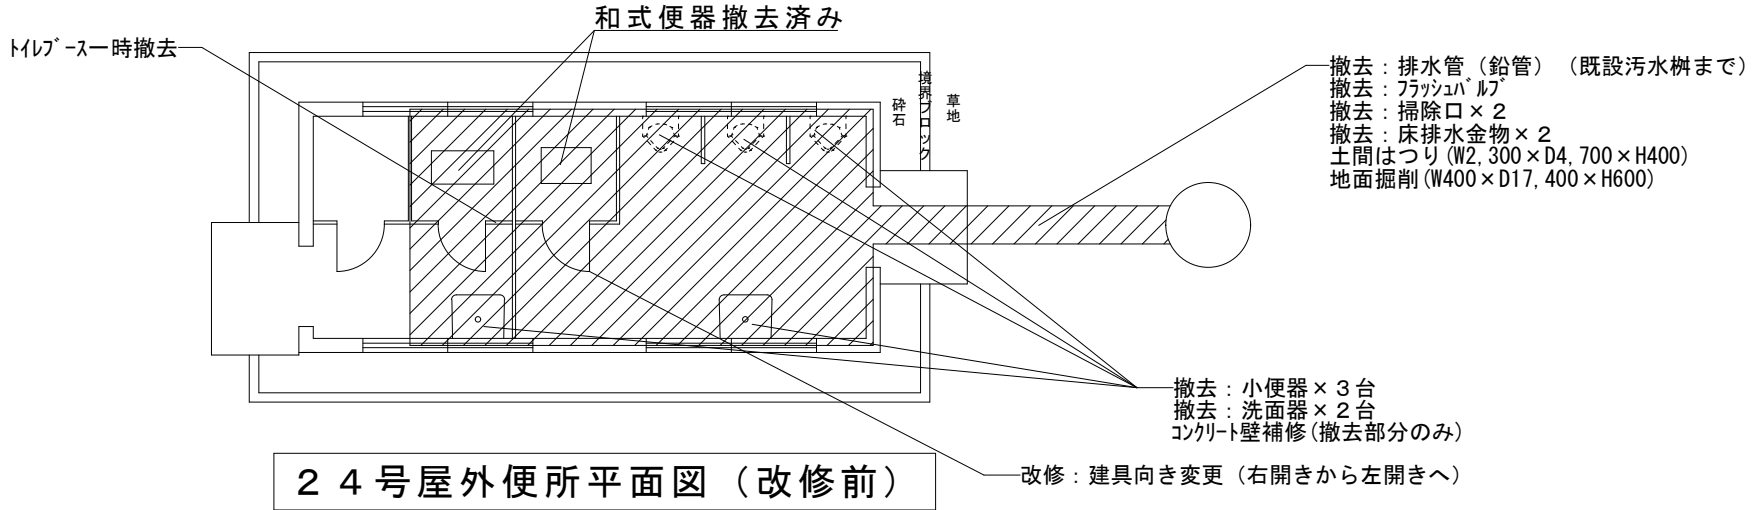 和式便器撤去済み
ﾄｲﾚﾌﾞｰｽ一時撤去
撤去：排水管（鉛管）（既設汚水桝まで）
撤去：ﾌﾗｯｼｭﾊﾞﾙﾌﾞ
撤去：掃除口×２
撤去：床排水金物×２
土間はつり(W2,300×D4,700×H400)
地面掘削(W400×D17,400×H600)
砕石
境界ブロック
草地
撤去：小便器×３台
撤去：洗面器×２台
ｺﾝｸﾘｰﾄ壁補修(撤去部分のみ)
改修：建具向き変更（右開きから左開きへ）
２４号屋外便所平面図（改修前）